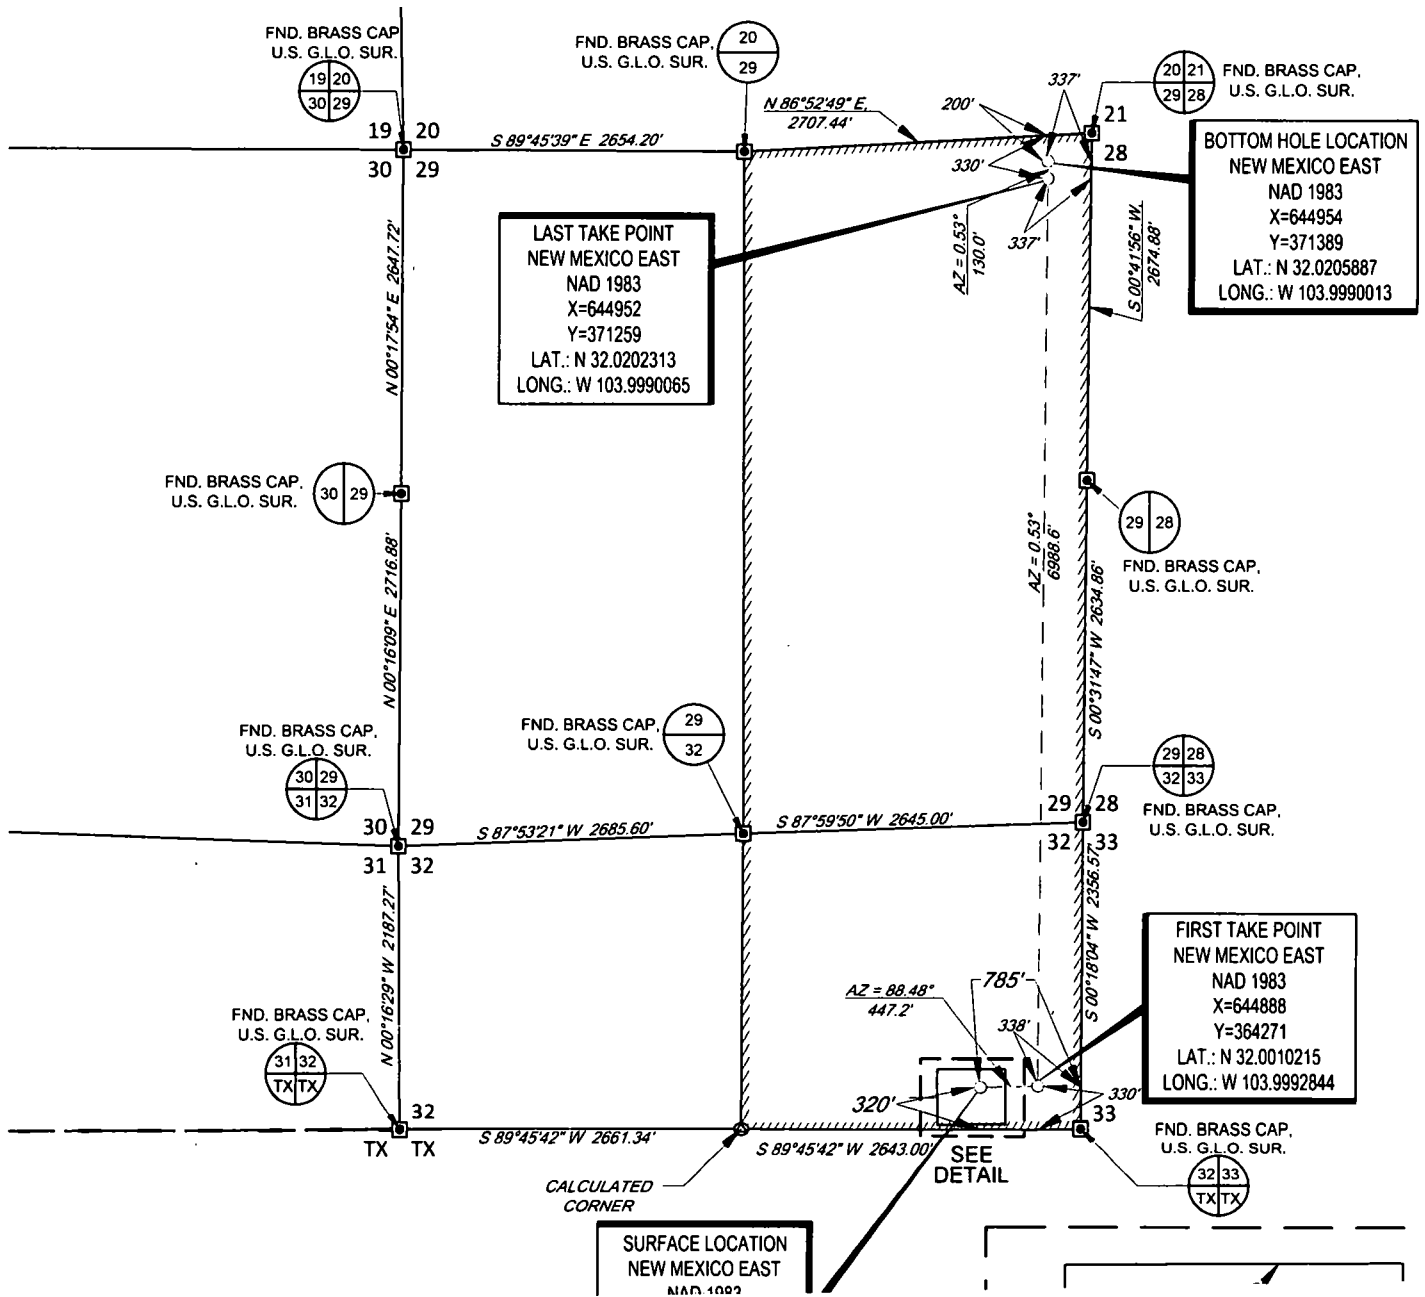 FND. BRASS CAP
U.S. G.L.O. SUR.
19 20
30 29
FND. BRASS CAP,
U.S. G.L.O. SUR.
20
29
20 21
29 28
FND. BRASS CAP,
U.S. G.L.O. SUR.
N 86°52'49" E,
2707.44'
200'
337'
19 20
30 29
S 89°45'39" E 2654.20'
21
28
330'
337'
BOTTOM HOLE LOCATION
NEW MEXICO EAST
NAD 1983
X=644954
Y=371389
LAT.: N 32.0205887
LONG.: W 103.9990013
LAST TAKE POINT
NEW MEXICO EAST
NAD 1983
X=644952
Y=371259
LAT.: N 32.0202313
LONG.: W 103.9990065
AZ = 0.53°
130.0'
S 00°41'56" W,
2674.88'
N 00°17'54" E 2647.72'
FND. BRASS CAP,
U.S. G.L.O. SUR.
30 29
29 28
FND. BRASS CAP,
U.S. G.L.O. SUR.
AZ = 0.53°
6988.6'
N 00°16'09" E 2716.88'
S 00°31'47" W 2634.86'
FND. BRASS CAP,
U.S. G.L.O. SUR.
30 29
31 32
FND. BRASS CAP,
U.S. G.L.O. SUR.
29
32
29 28
32 33
FND. BRASS CAP,
U.S. G.L.O. SUR.
30 29
31 32
S 87°53'21" W 2685.60'
S 87°59'50" W 2645.00'
29 28
32 33
N 00°16'29" W 2187.27'
S 00°18'04" W 2356.57'
FIRST TAKE POINT
NEW MEXICO EAST
NAD 1983
X=644888
Y=364271
LAT.: N 32.0010215
LONG.: W 103.9992844
AZ = 88.48°
447.2'
785'
338'
330'
320'
FND. BRASS CAP,
U.S. G.L.O. SUR.
31 32
TX TX
32
TX TX
S 89°45'42" W 2661.34'
S 89°45'42" W 2643.00'
33
SEE
DETAIL
FND. BRASS CAP,
U.S. G.L.O. SUR.
32 33
TX TX
CALCULATED
CORNER
SURFACE LOCATION
NEW MEXICO EAST
NAD 1983